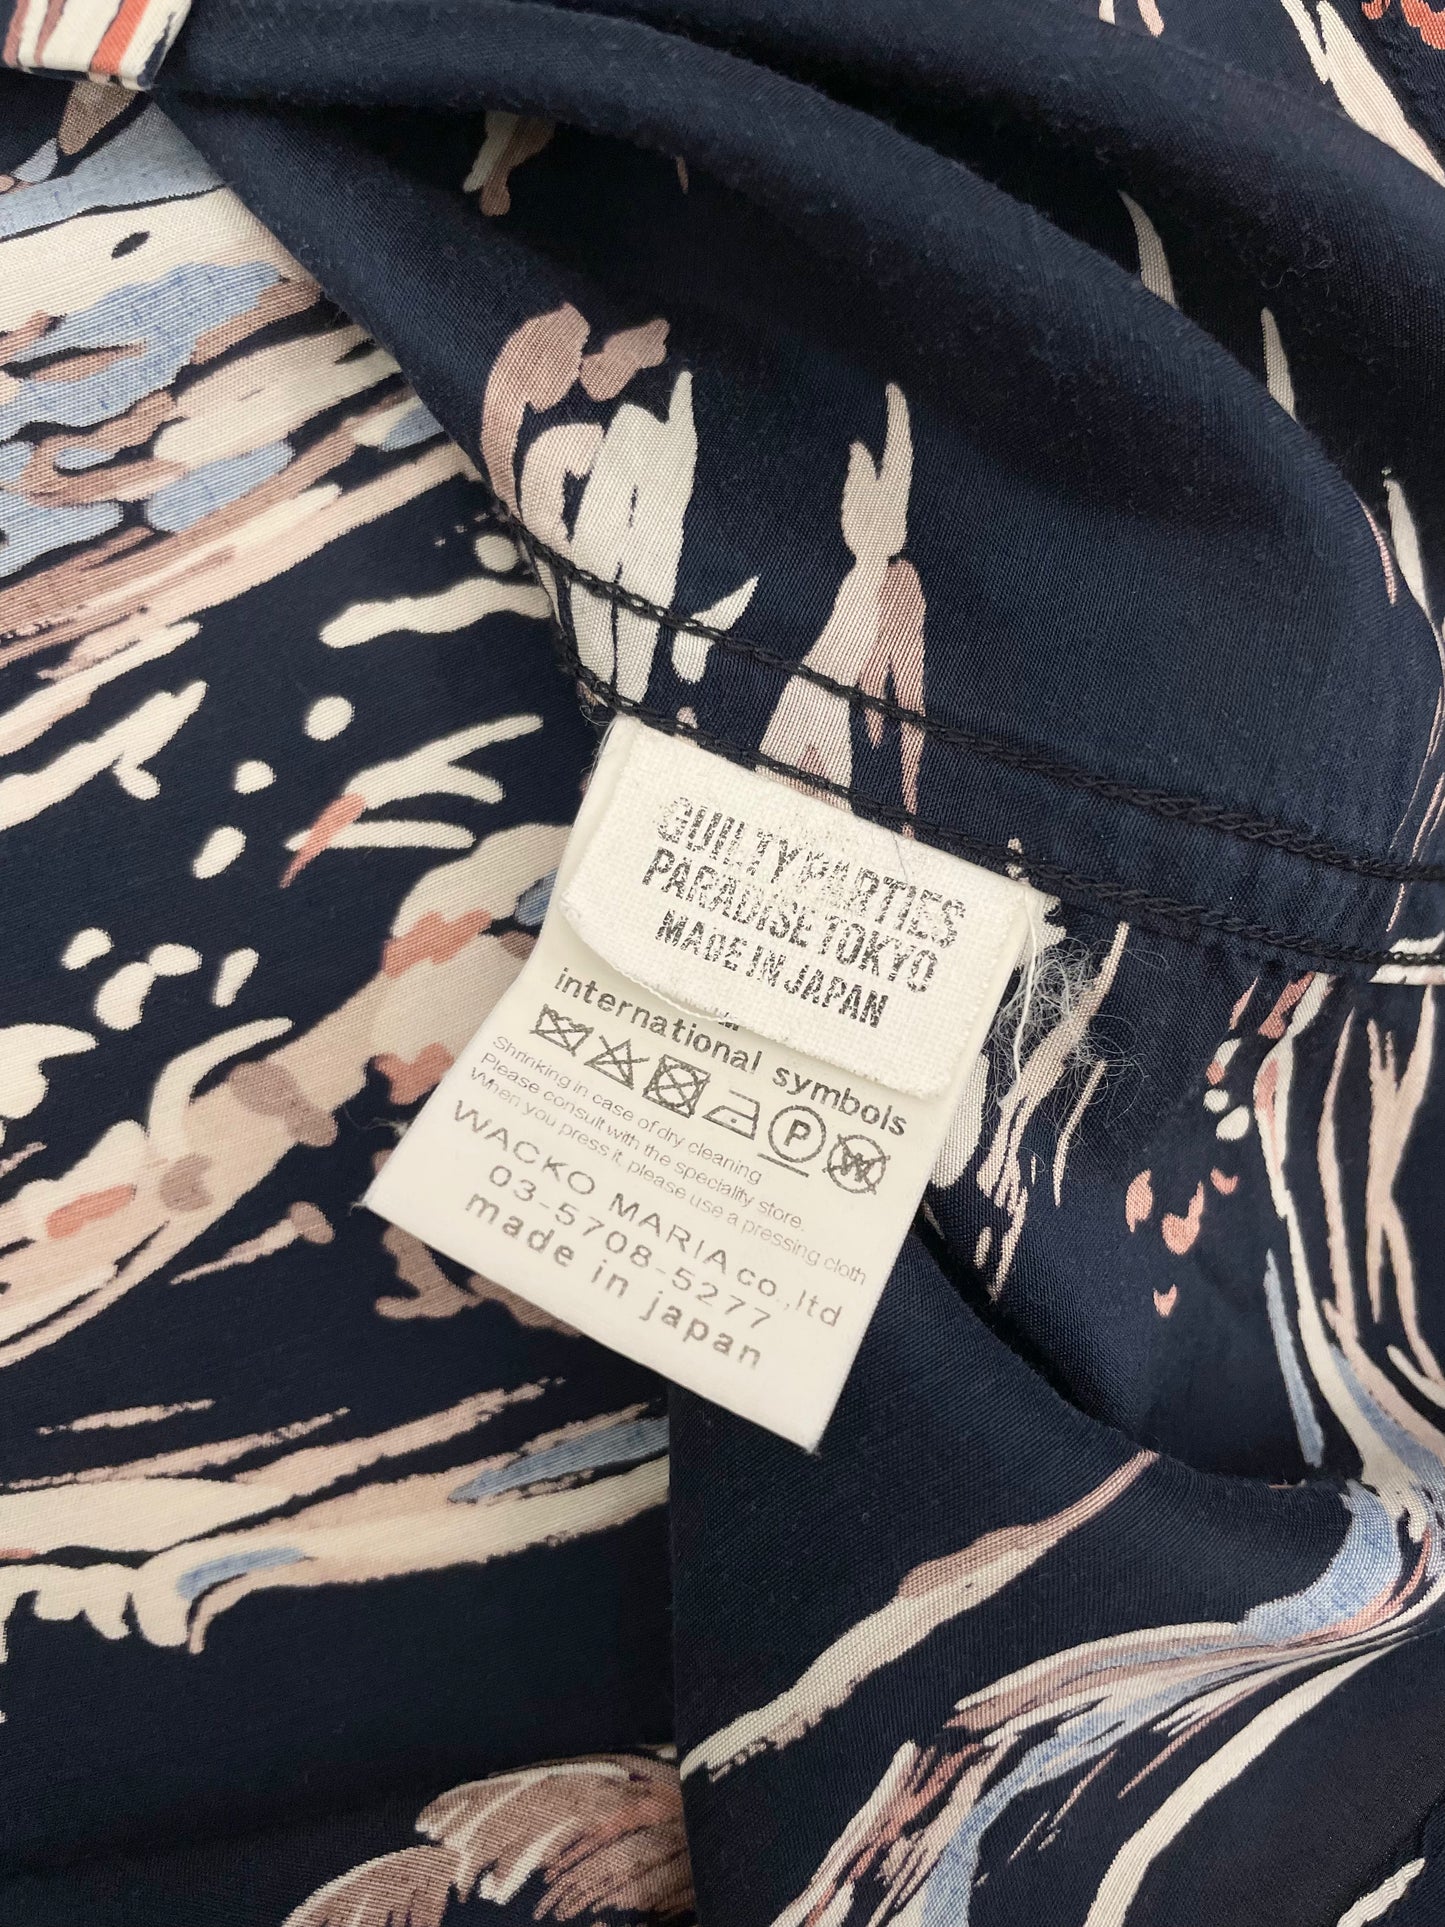 GUILTY PARTIES
PARADISE TOKYO
MADE IN JAPAN
international symbols
P
W
Shrinking in case of dry cleaning
Please consult with the speciality store.
When you press it, please use a pressing cloth
WACKO MARIA co.,ltd
03-5708-5277
made in japan